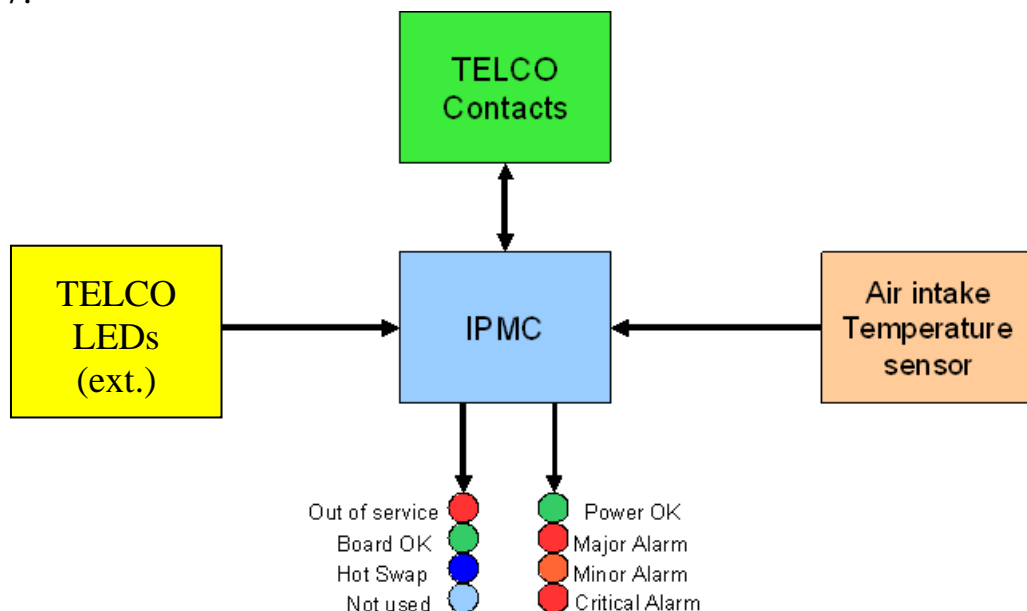 7.
TELCO
Contacts
TELCO
LEDs
(ext.)
IPMC
Air intake
Temperature
sensor
Out of service
Power OK
Board OK
Major Alarm
Hot Swap
Minor Alarm
Not used
Critical Alarm